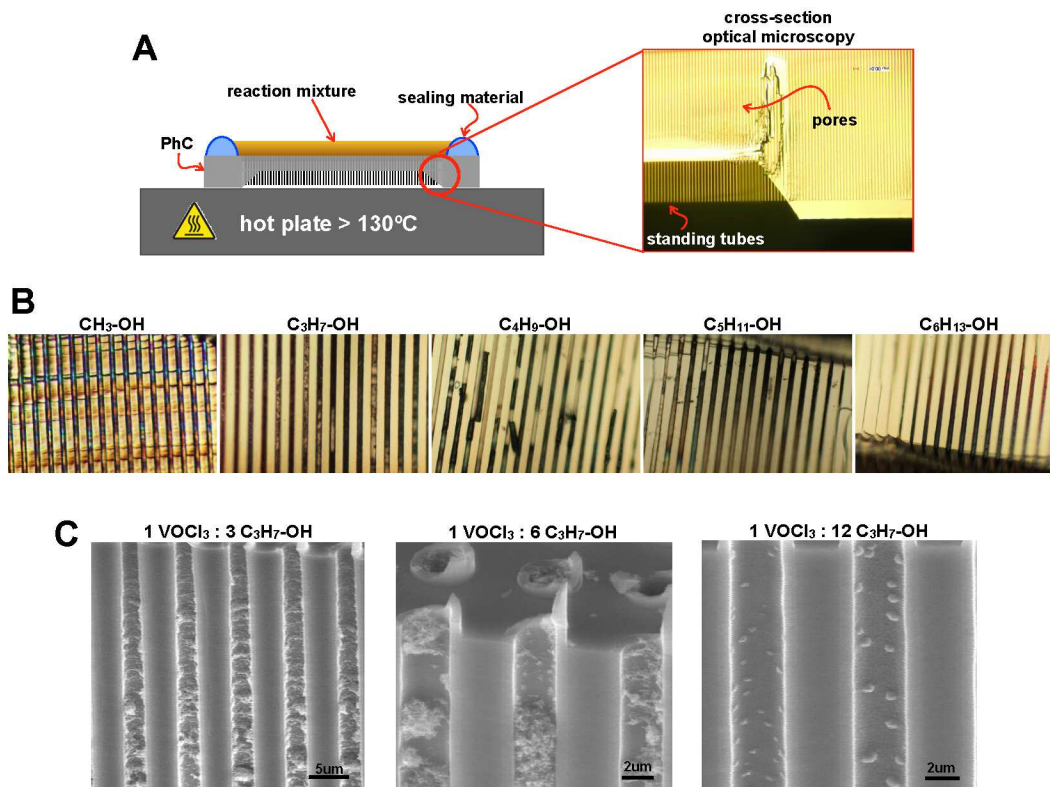 A
cross-section
optical microscopy
reaction mixture
sealing material
PhC
pores
hot plate > 130ºC
standing tubes
B
CH₃-OH
C₃H₇-OH
C₄H₉-OH
C₅H₁₁-OH
C₆H₁₃-OH
C
1 VOCl₃ : 3 C₃H₇-OH
1 VOCl₃ : 6 C₃H₇-OH
1 VOCl₃ : 12 C₃H₇-OH
5um
2um
2um